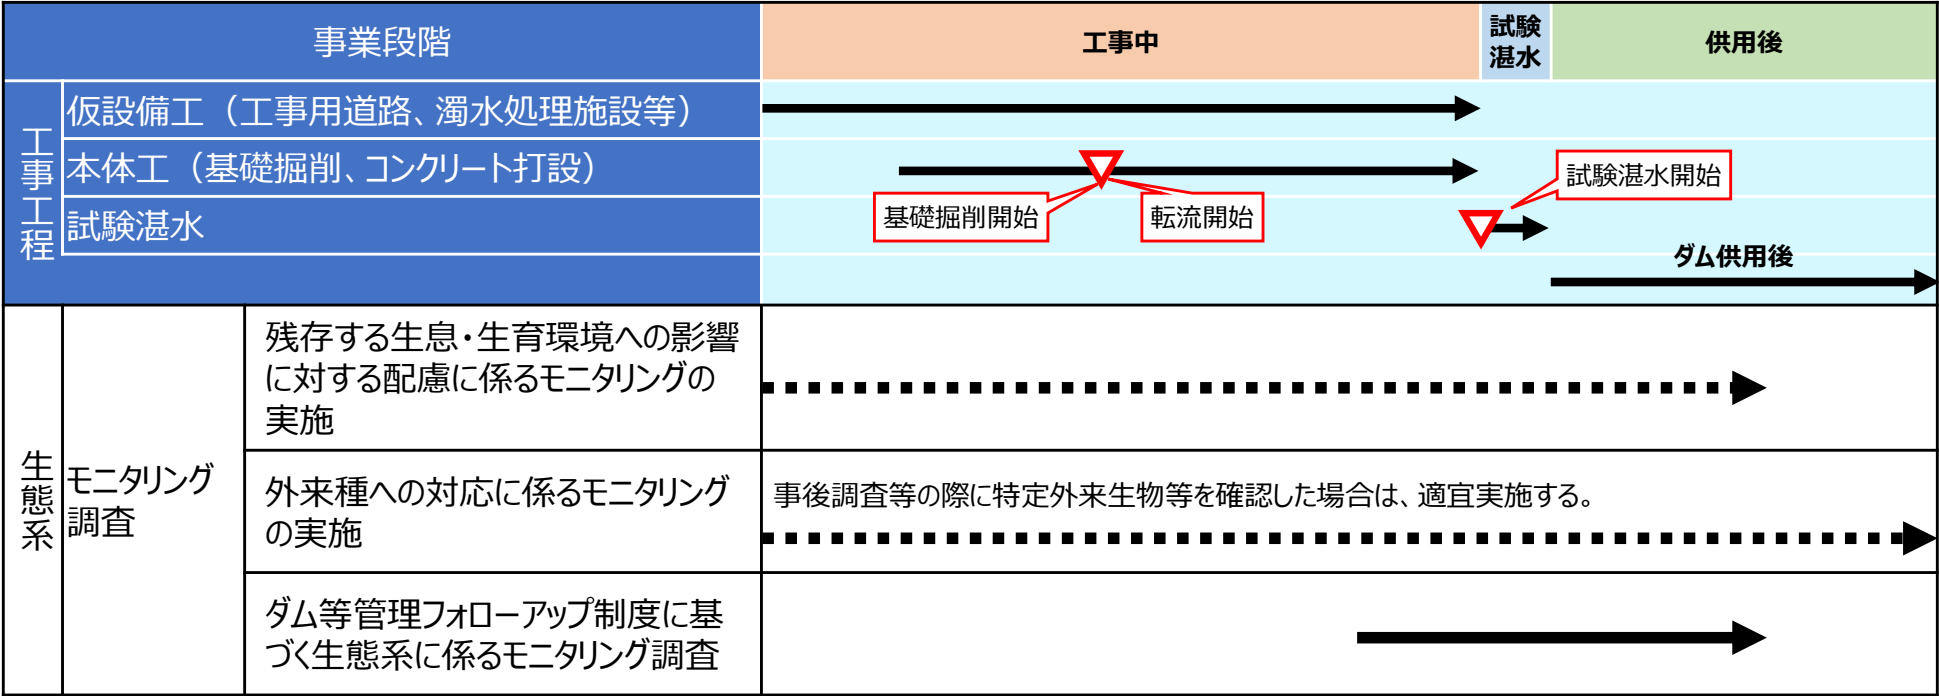 事業段階
工事中
試験
湛水
供用後
工事工程
仮設備工（工事用道路、濁水処理施設等）
本体工（基礎掘削、コンクリート打設）
試験湛水
基礎掘削開始
転流開始
試験湛水開始
ダム供用後
生態系
モニタリング
調査
残存する生息・生育環境への影響
に対する配慮に係るモニタリングの
実施
外来種への対応に係るモニタリング
の実施
事後調査等の際に特定外来生物等を確認した場合は、適宜実施する。
ダム等管理フォローアップ制度に基
づく生態系に係るモニタリング調査